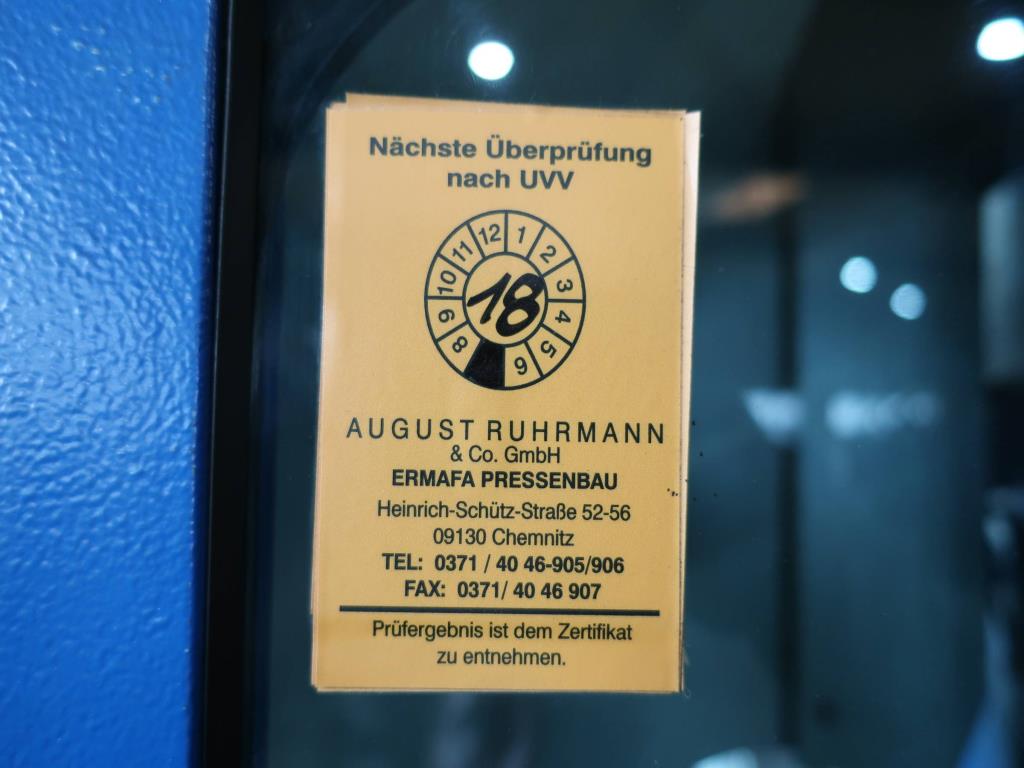 Nächste Überprüfung
nach UVV
12 1
11 2
10 3
18
9 4
8 5
6
AUGUST RUHRMANN
& Co. GmbH
ERMAFA PRESSENBAU
Heinrich-Schütz-Straße 52-56
09130 Chemnitz
TEL: 0371 / 40 46-905/906
FAX: 0371/ 40 46 907
Prüfergebnis ist dem Zertifikat
zu entnehmen.